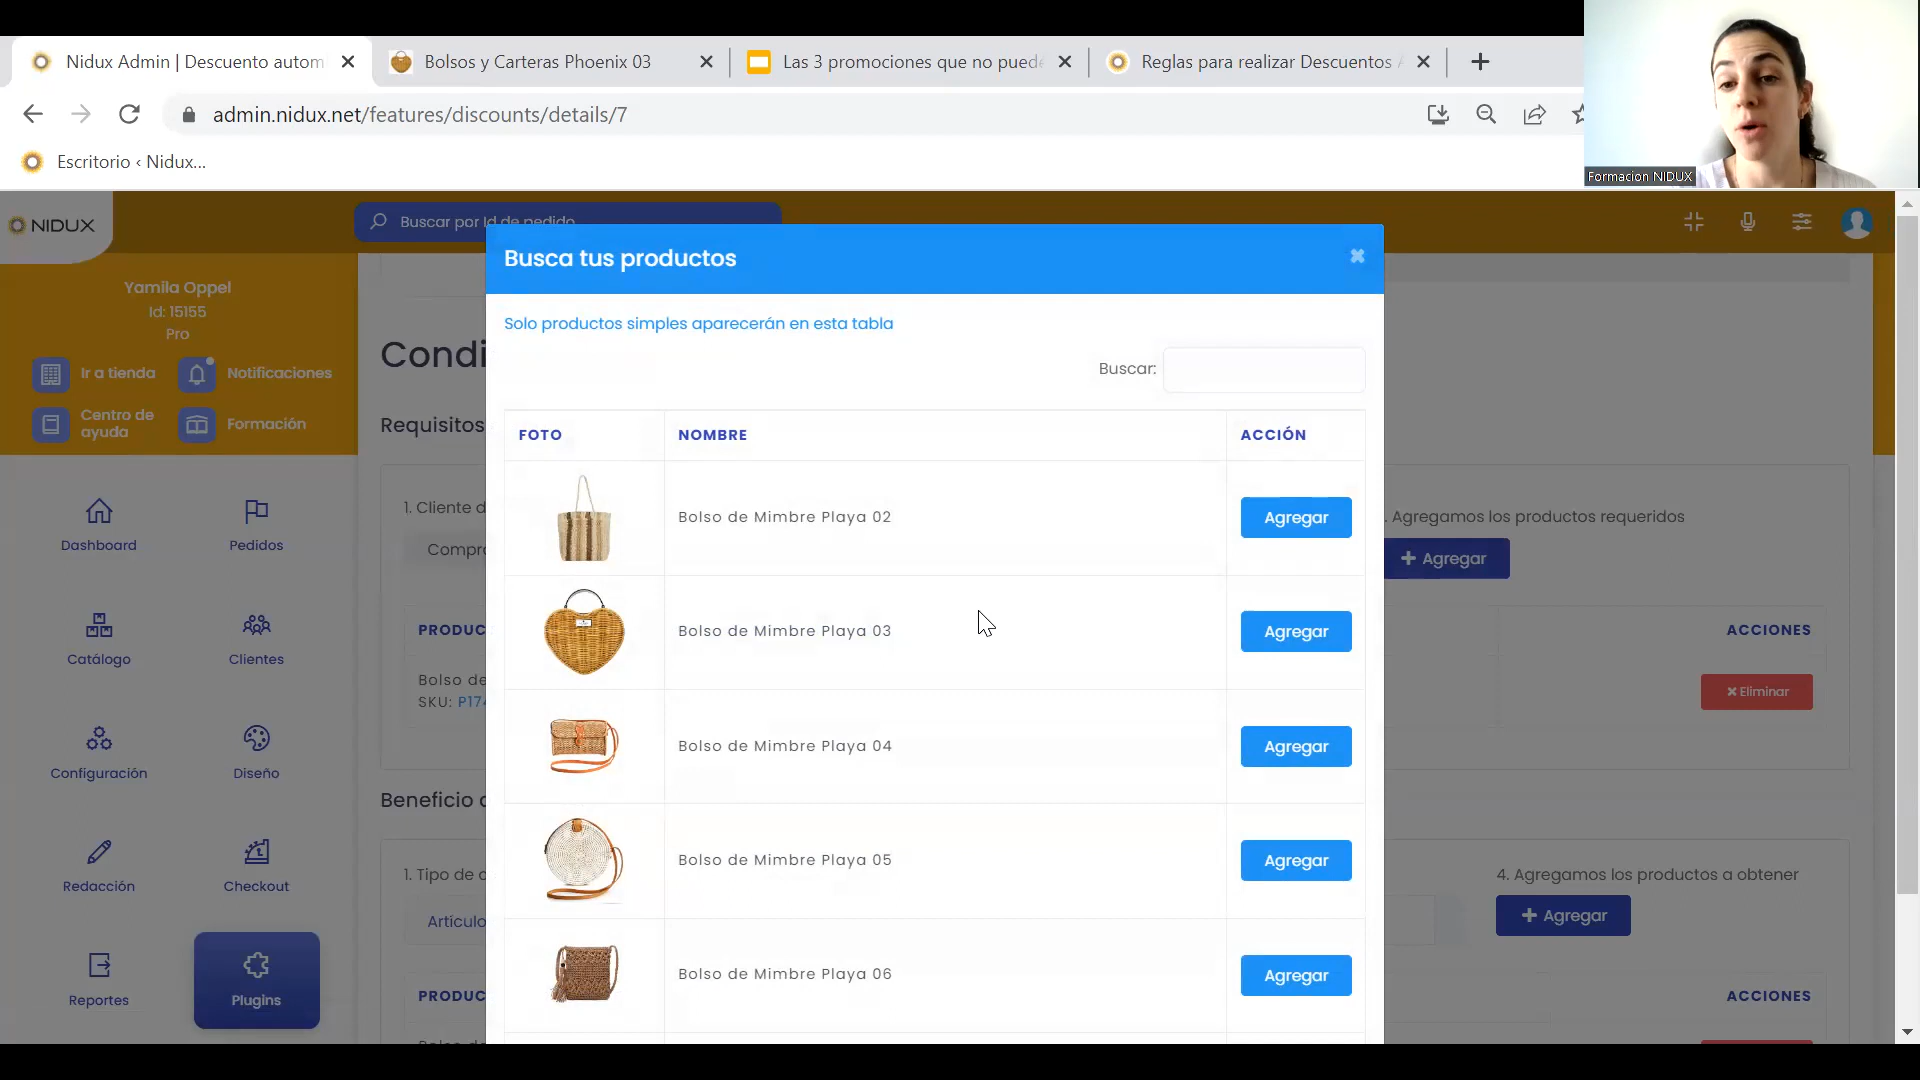 Nidux Admin | Descuento autom
Bolsos y Carteras Phoenix 03
Las 3 promociones que no puede
Reglas para realizar Descuentos A
admin.nidux.net/features/discounts/details/7
Escritorio ‹ Nidux...
Formacion NIDUX
NIDUX
Buscar por Id de pedido
Yamila Oppel
Id: 15155
Pro
Ir a tienda
Notificaciones
Centro de
ayuda
Formación
Dashboard
Pedidos
Catálogo
Clientes
Configuración
Diseño
Redacción
Checkout
Reportes
Plugins
Condi
Requisitos
1. Cliente d
Compra
. Agregamos los productos requeridos
Agregar
PRODUC
ACCIONES
Bolso de
SKU: P174
Eliminar
Beneficio
1. Tipo de
4. Agregamos los productos a obtener
Artículo
Agregar
PRODUC
ACCIONES
Busca tus productos
Solo productos simples aparecerán en esta tabla
Buscar:
FOTO
NOMBRE
ACCIÓN
Bolso de Mimbre Playa 02
Agregar
Bolso de Mimbre Playa 03
Agregar
Bolso de Mimbre Playa 04
Agregar
Bolso de Mimbre Playa 05
Agregar
Bolso de Mimbre Playa 06
Agregar